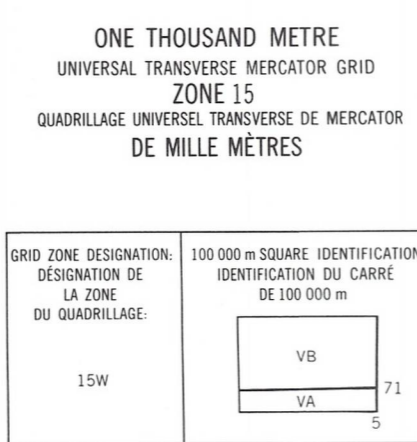 ONE THOUSAND METRE
UNIVERSAL TRANSVERSE MERCATOR GRID
ZONE 15
QUADRILLAGE UNIVERSEL TRANSVERSE DE MERCATOR
DE MILLE MÈTRES
GRID ZONE DESIGNATION:
DÉSIGNATION DE
LA ZONE
DU QUADRILLAGE:
15W
100 000 m SQUARE IDENTIFICATION
IDENTIFICATION DU CARRÉ
DE 100 000 m
VB
71
VA
5